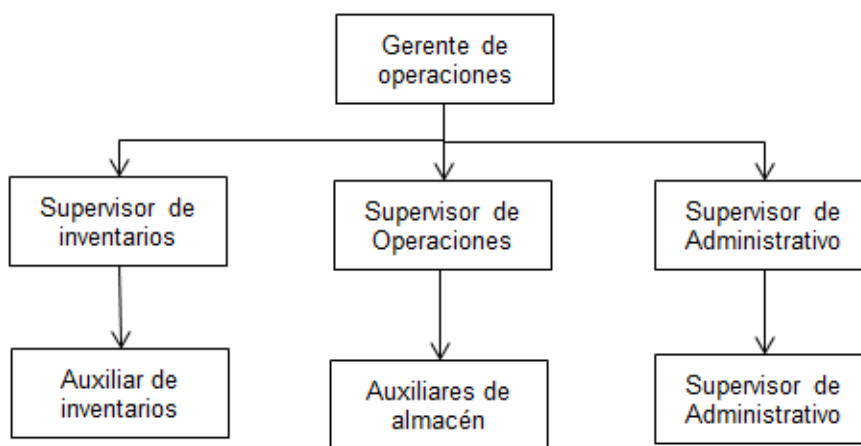 Gerente de
operaciones
Supervisor de
inventarios
Supervisor de
Operaciones
Supervisor de
Administrativo
Auxiliar de
inventarios
Auxiliares de
almacén
Supervisor de
Administrativo